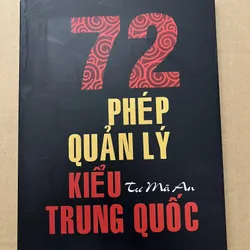 72
PHÉP
QUẢN LÝ
KIỂU
Tư Mã An
TRUNG QUỐC